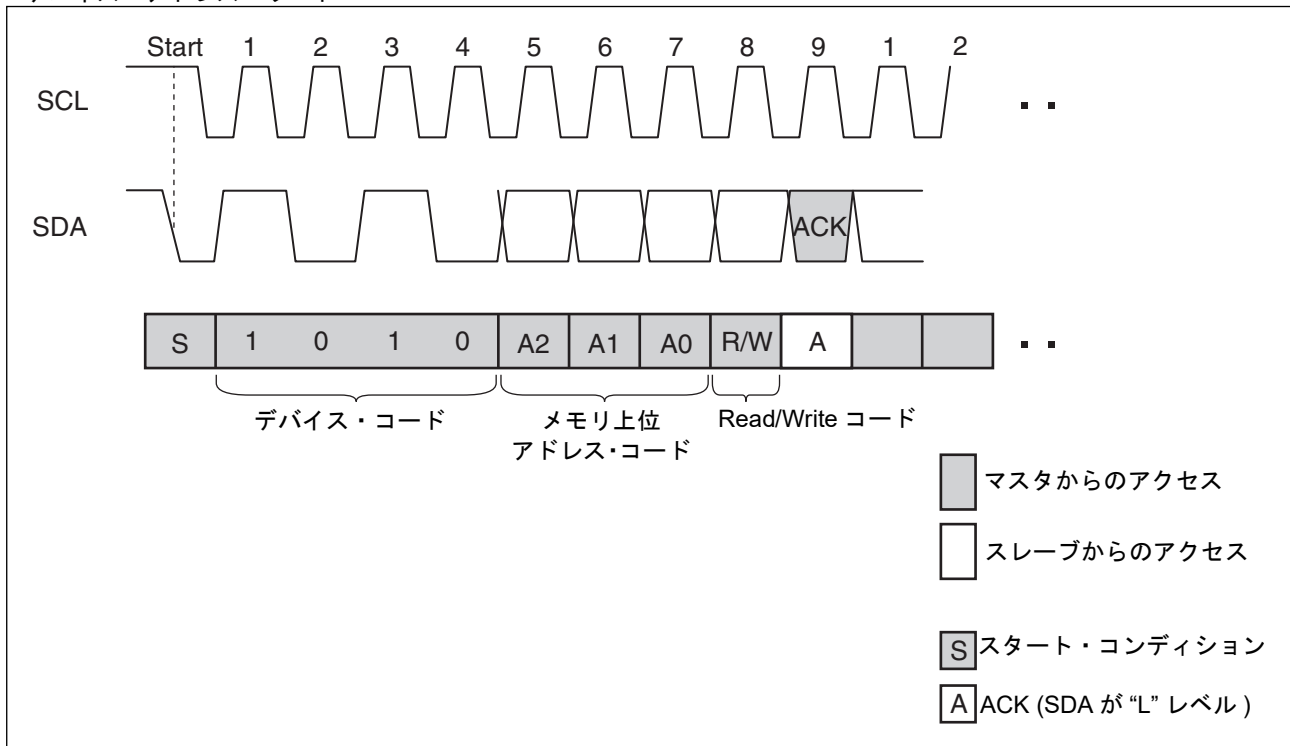 Start 1 2 3 4 5 6 7 8 9 1 2
SCL
SDA
ACK
S 1 0 1 0 A2 A1 A0 R/W A
デバイス・コード
メモリ上位
アドレス・コード
Read/Write コード
マスタからのアクセス
スレーブからのアクセス
S スタート・コンディション
A ACK (SDA が “L” レベル )